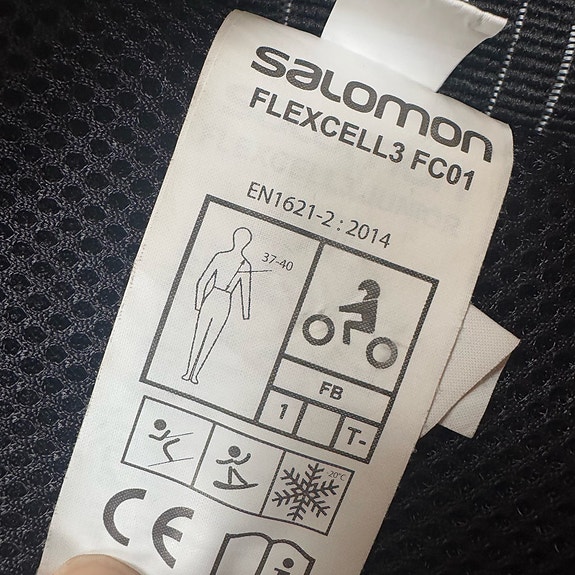 salomon
FLEXCELL3 FC01
EN1621-2 : 2014
37-40
FB
1
T-
20°C
CE
i